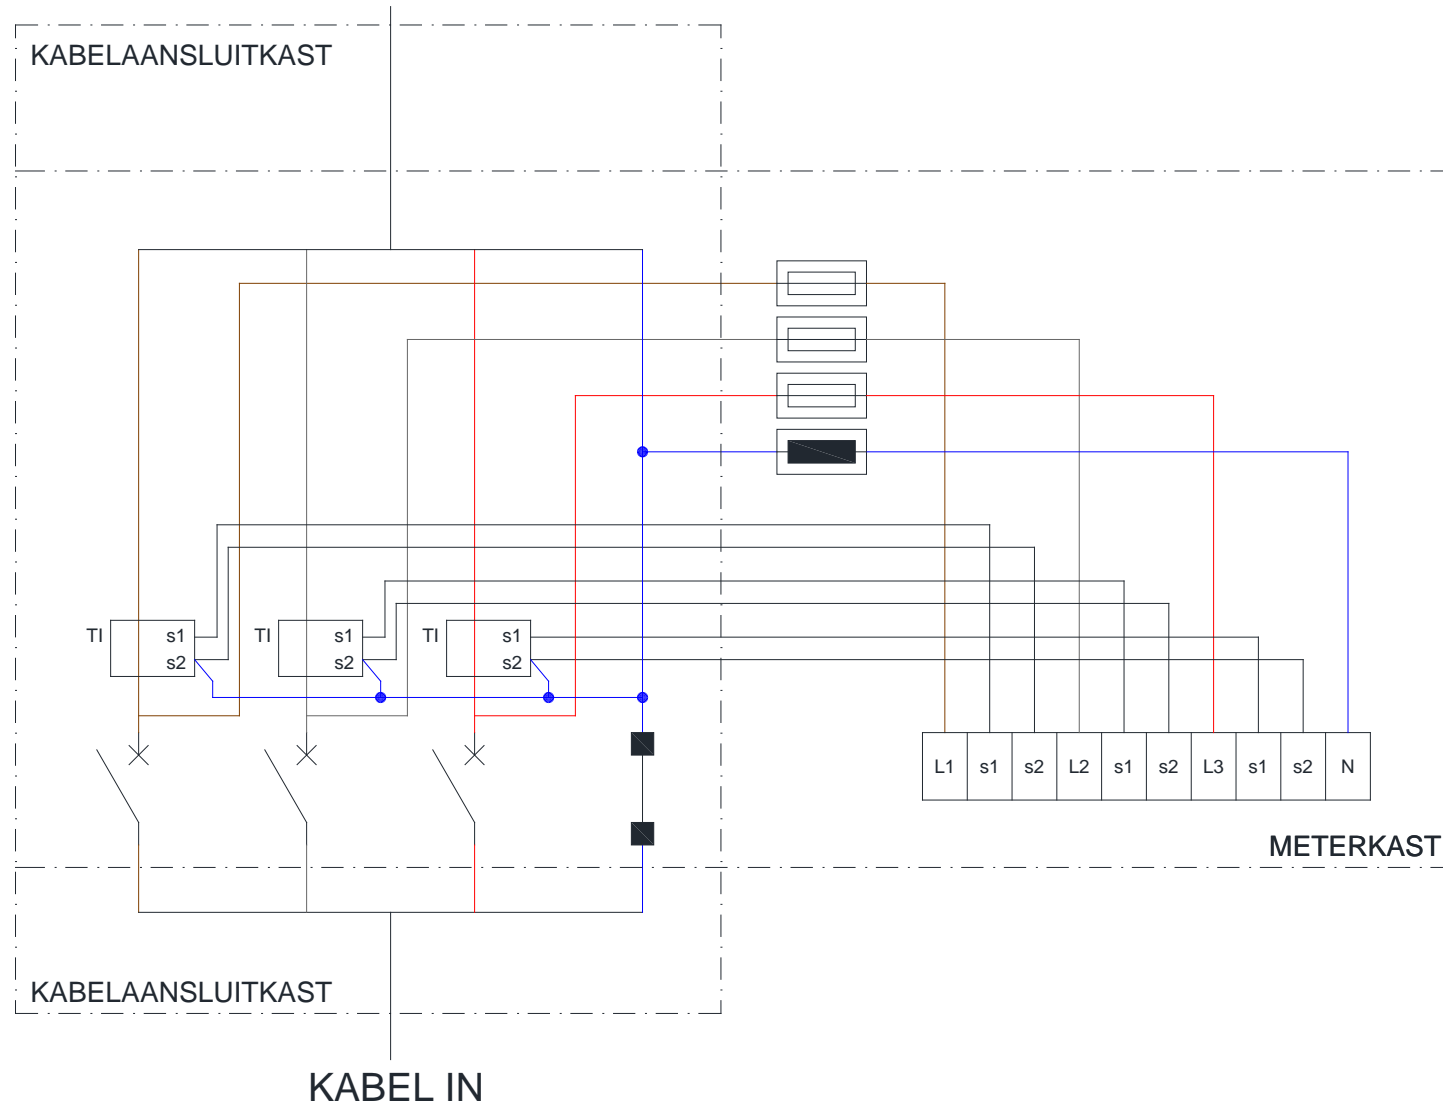 KABELAANSLUITKAST
TI s1 s2
TI s1 s2
TI s1 s2
L1 s1 s2 L2 s1 s2 L3 s1 s2 N
METERKAST
KABELAANSLUITKAST
KABEL IN